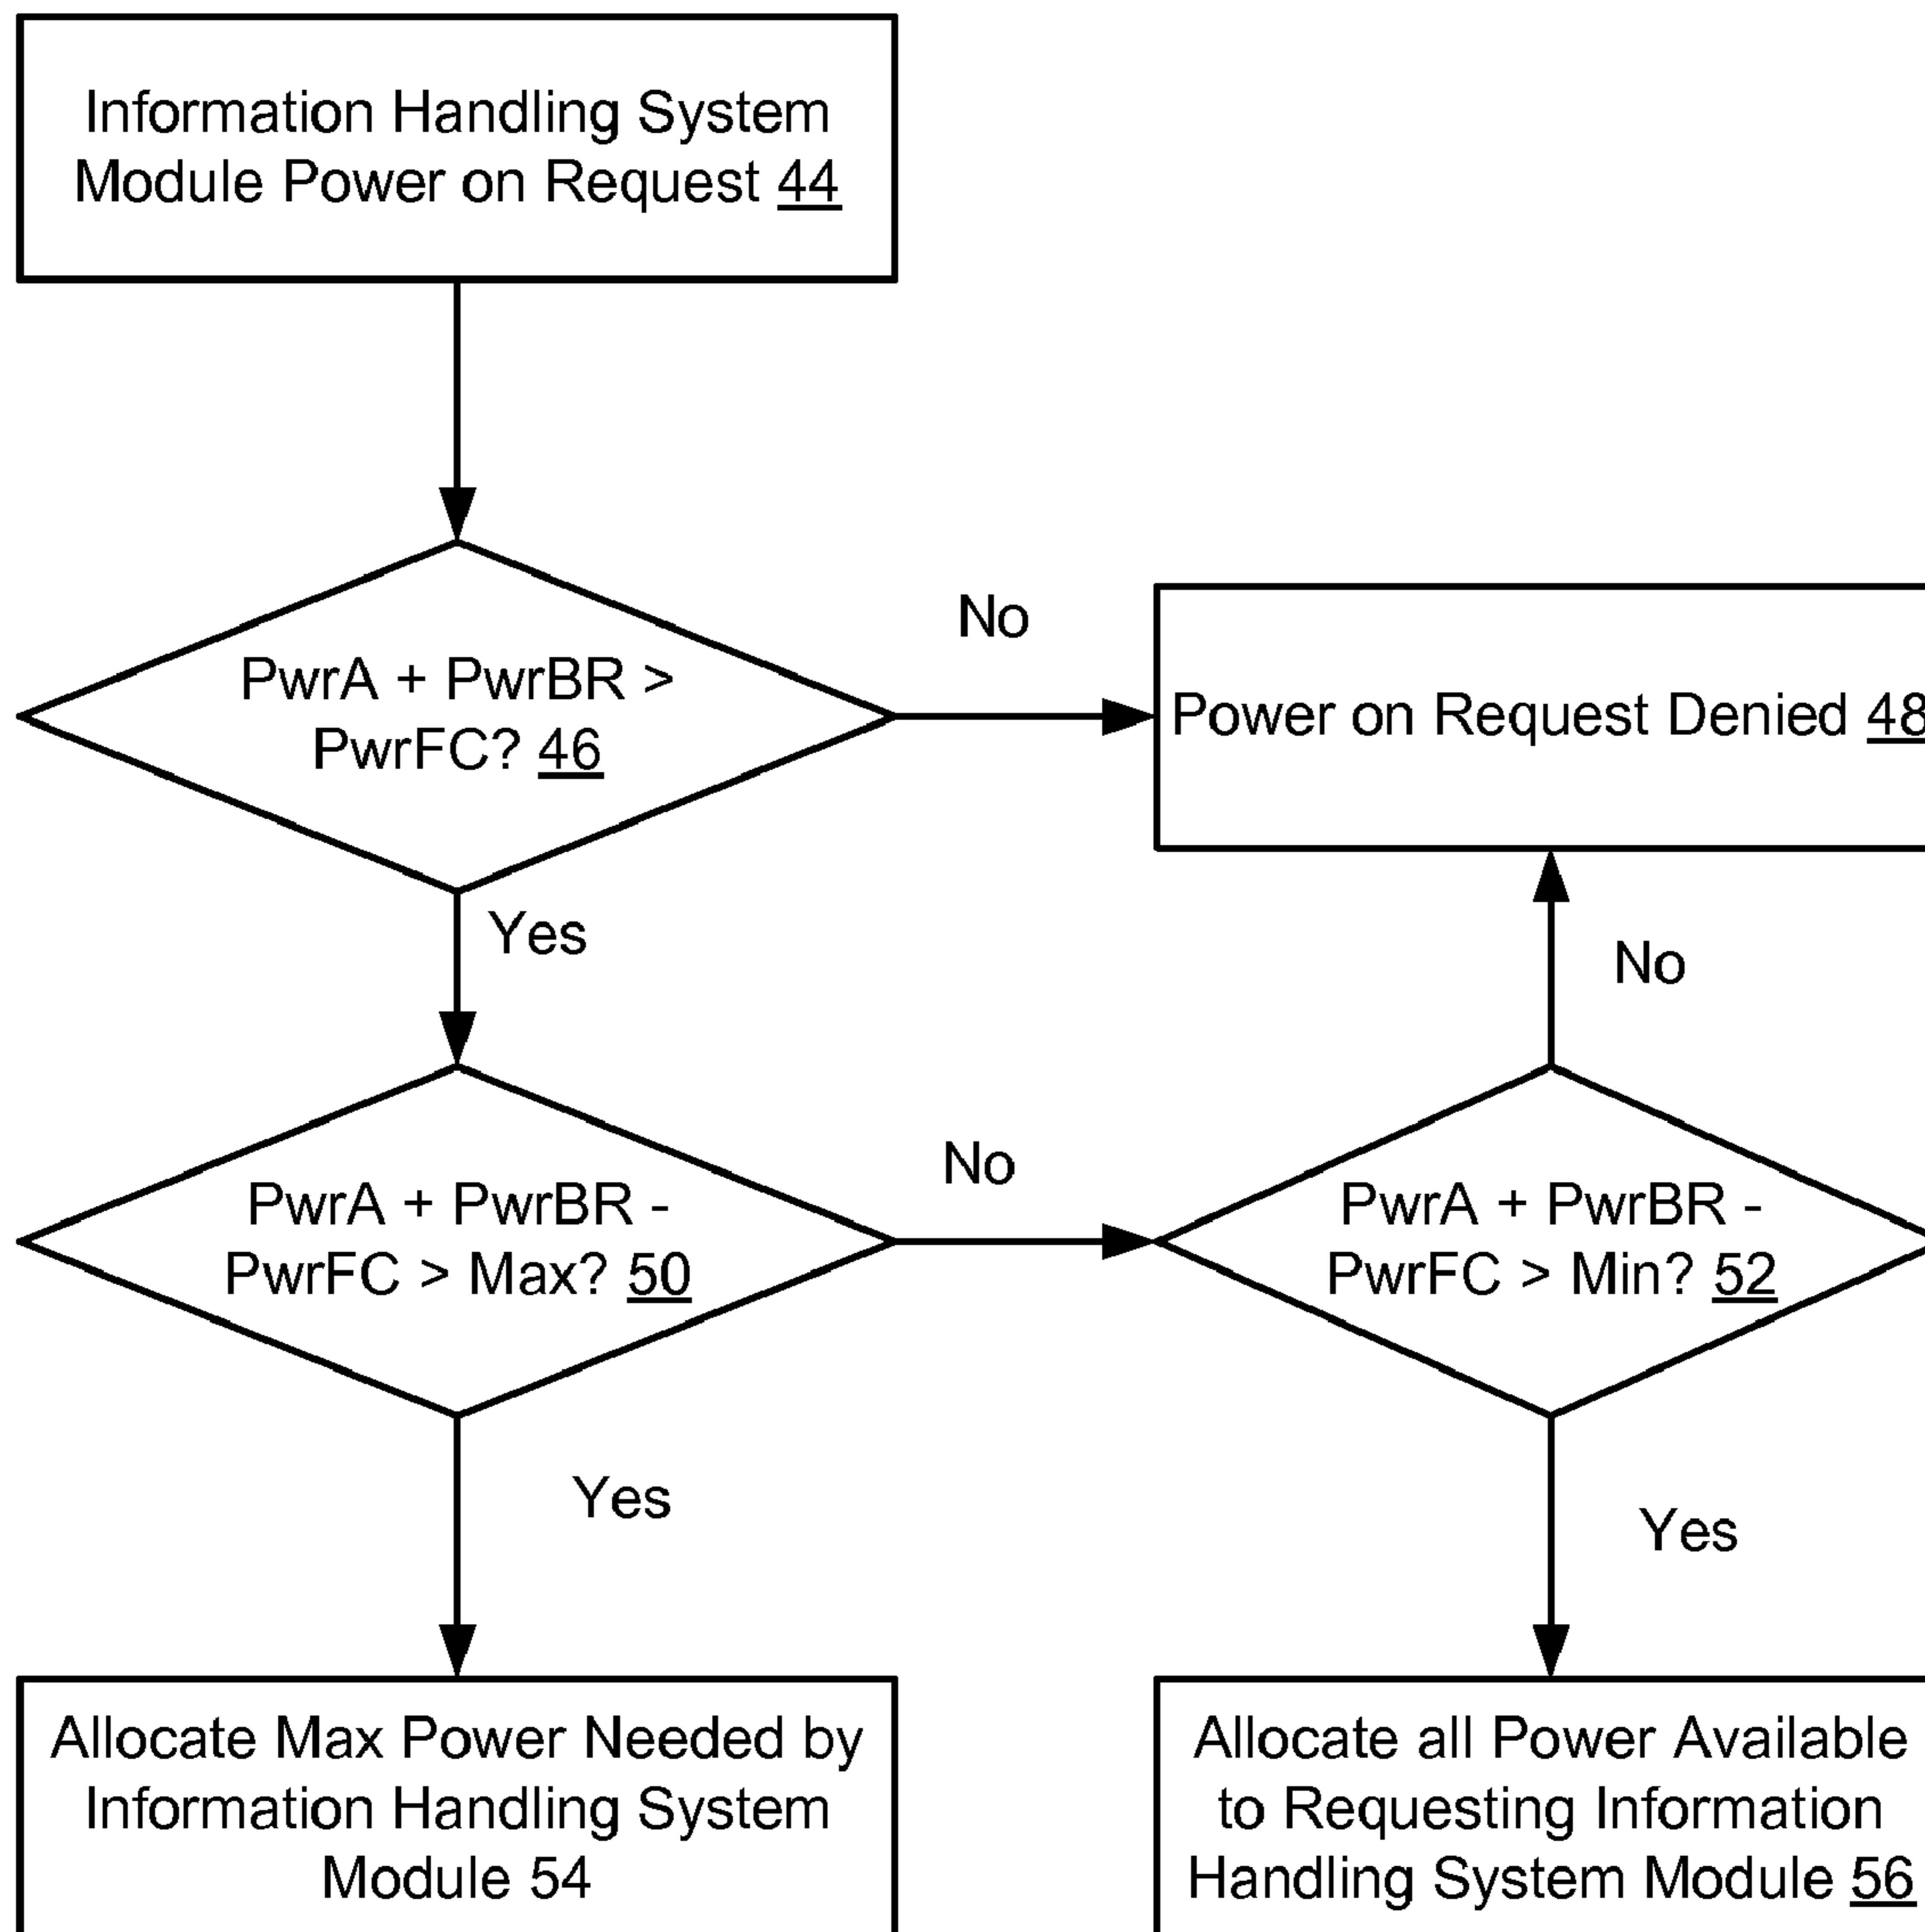 Information Handling System
Module Power on Request 44
PwrA + PwrBR >
PwrFC? 46
No
Power on Request Denied 48
Yes
No
PwrA + PwrBR -
PwrFC > Max? 50
No
PwrA + PwrBR -
PwrFC > Min? 52
Yes
Yes
Allocate Max Power Needed by
Information Handling System
Module 54
Allocate all Power Available
to Requesting Information
Handling System Module 56